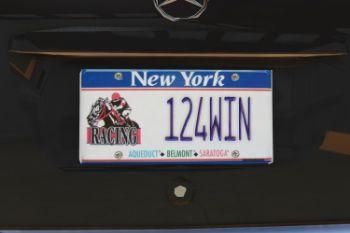 New York
RACING
124WIN
AQUEDUCT ♦ BELMONT ♦ SARATOGA